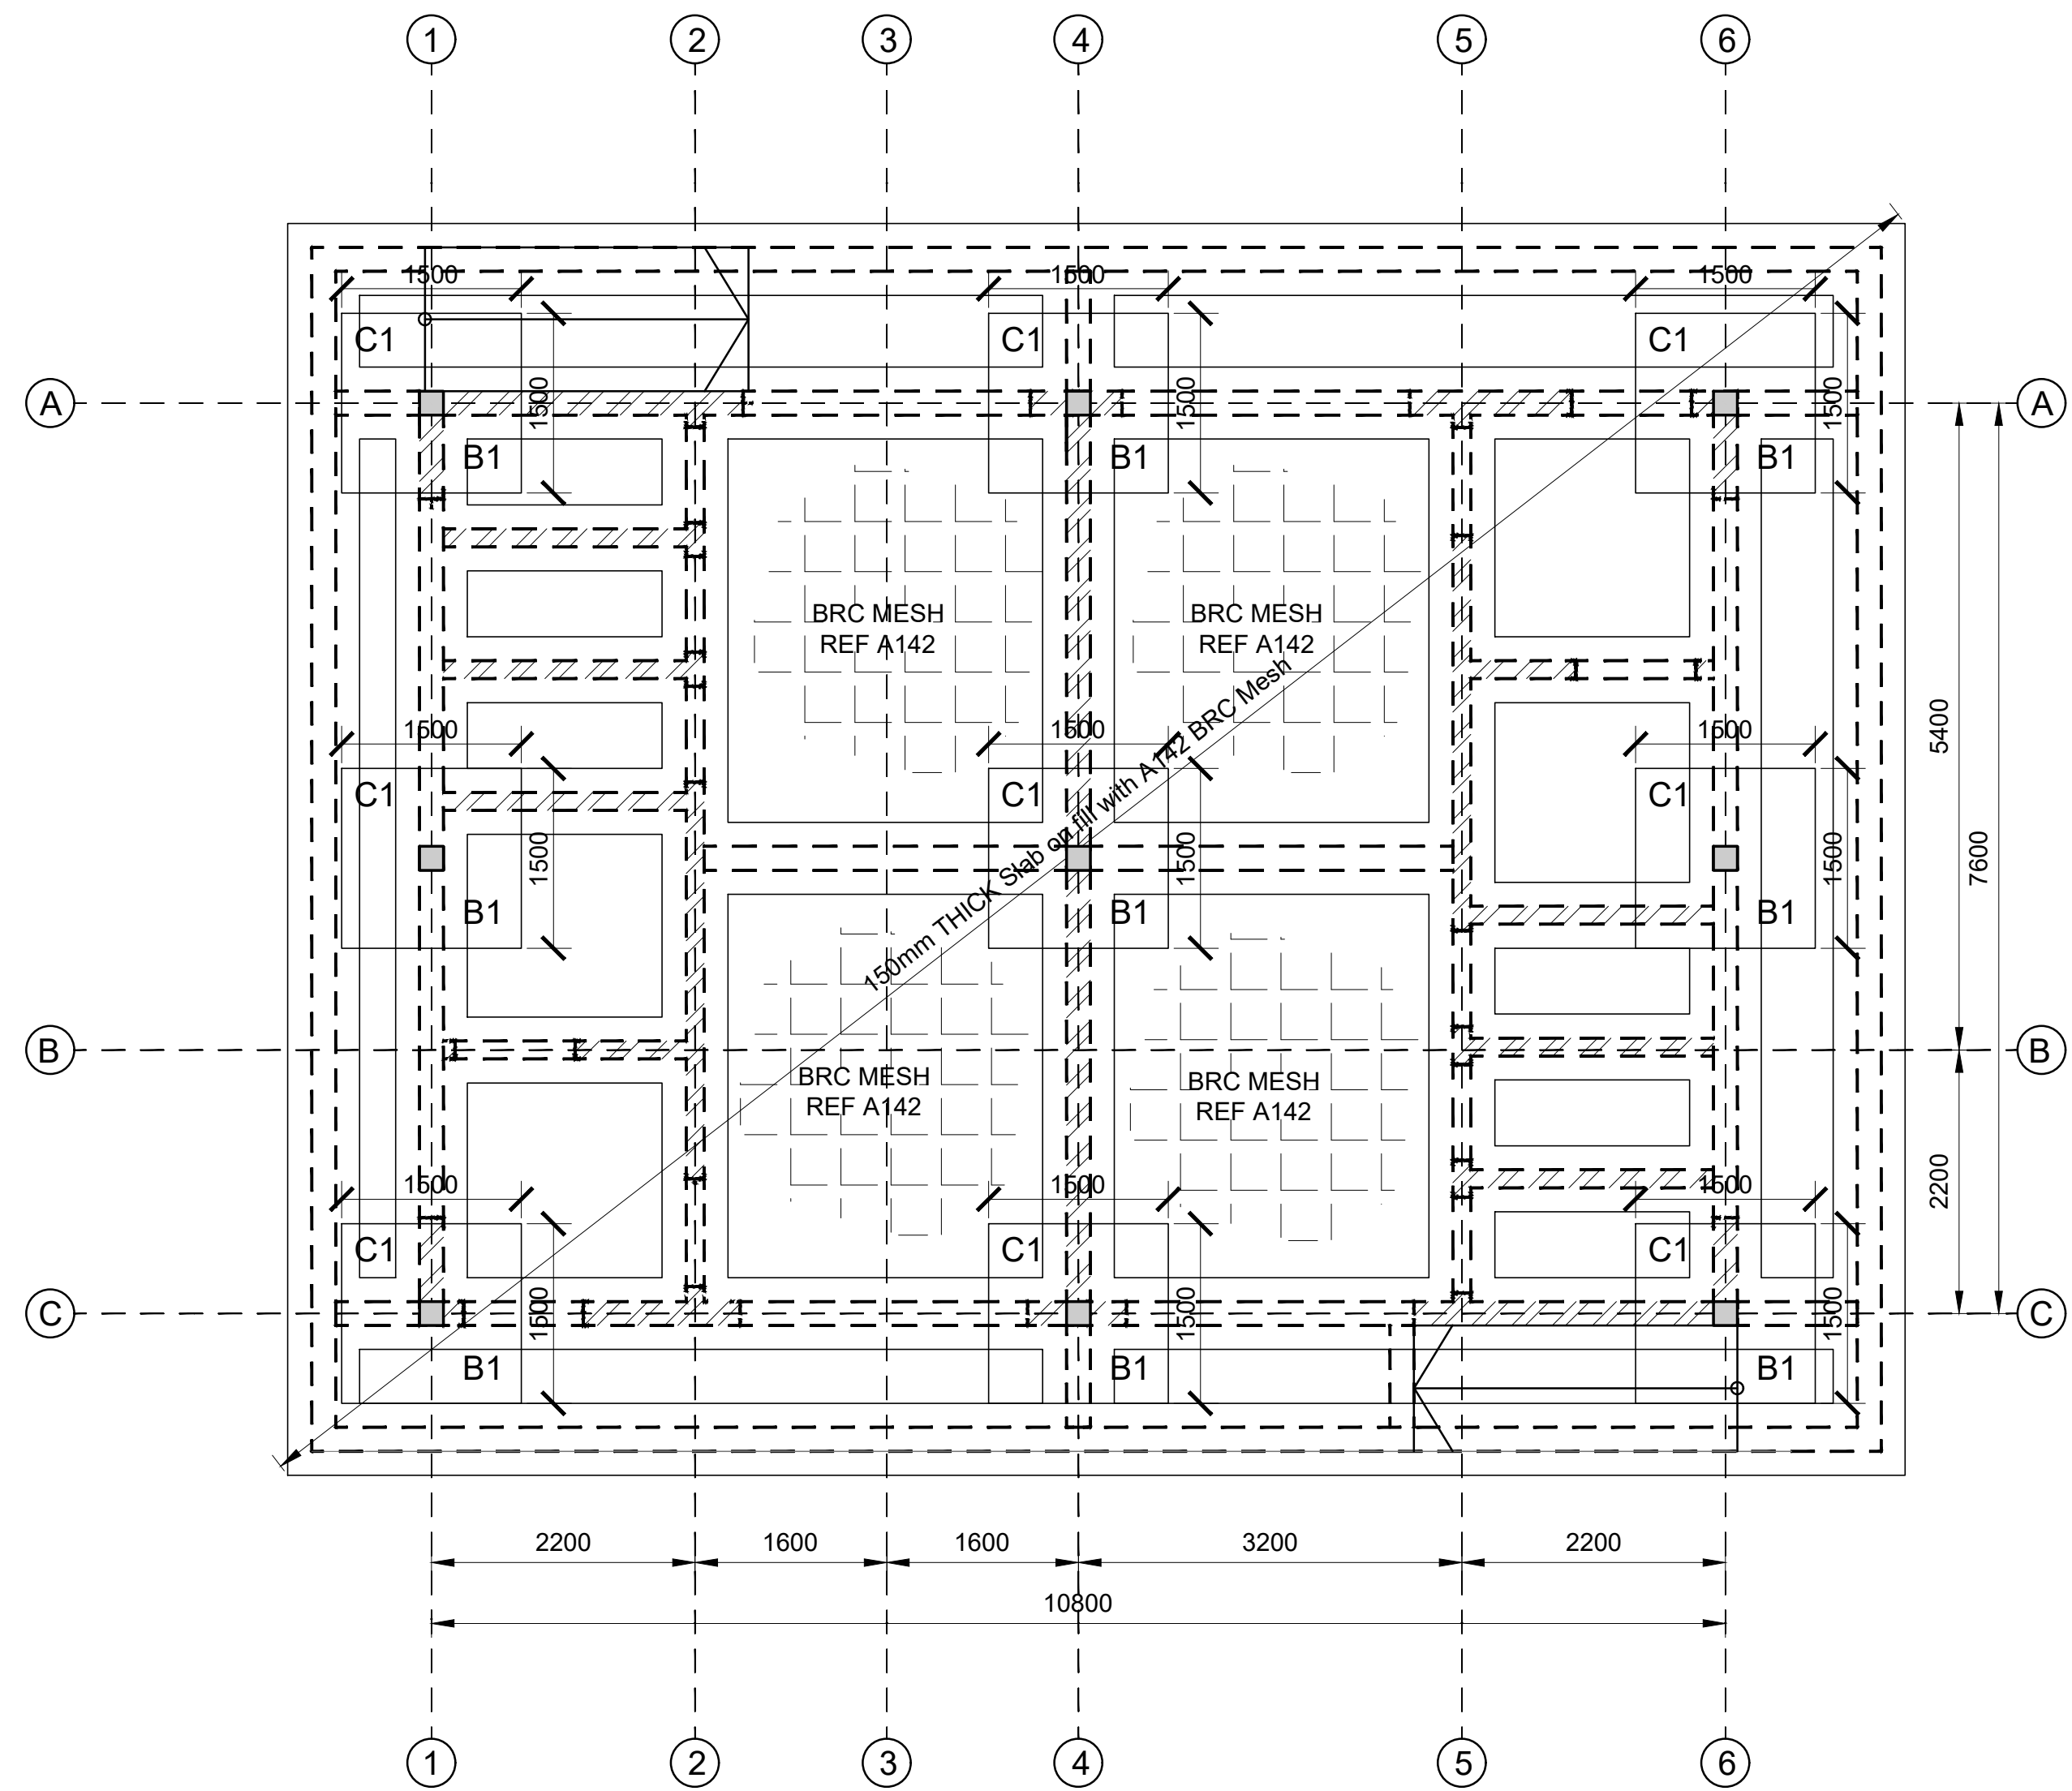 1 2 3 4 5 6
1500 1500 1500
C1 C1 C1
A 1500 1500 1500 A
B1 B1 B1
BRC MESH BRC MESH
REF A142 REF A142
150mm THICK Slab on fill with A142 BRC Mesh
5400
1500 1500 1500
C1 C1 C1
1500 1500 1500 7600
B1 B1 B1
B B
BRC MESH BRC MESH
REF A142 REF A142
2200
1500 1500 1500
C1 C1 C1
C 1500 1500 1500 C
B1 B1 B1
2200 1600 1600 3200 2200
10800
1 2 3 4 5 6